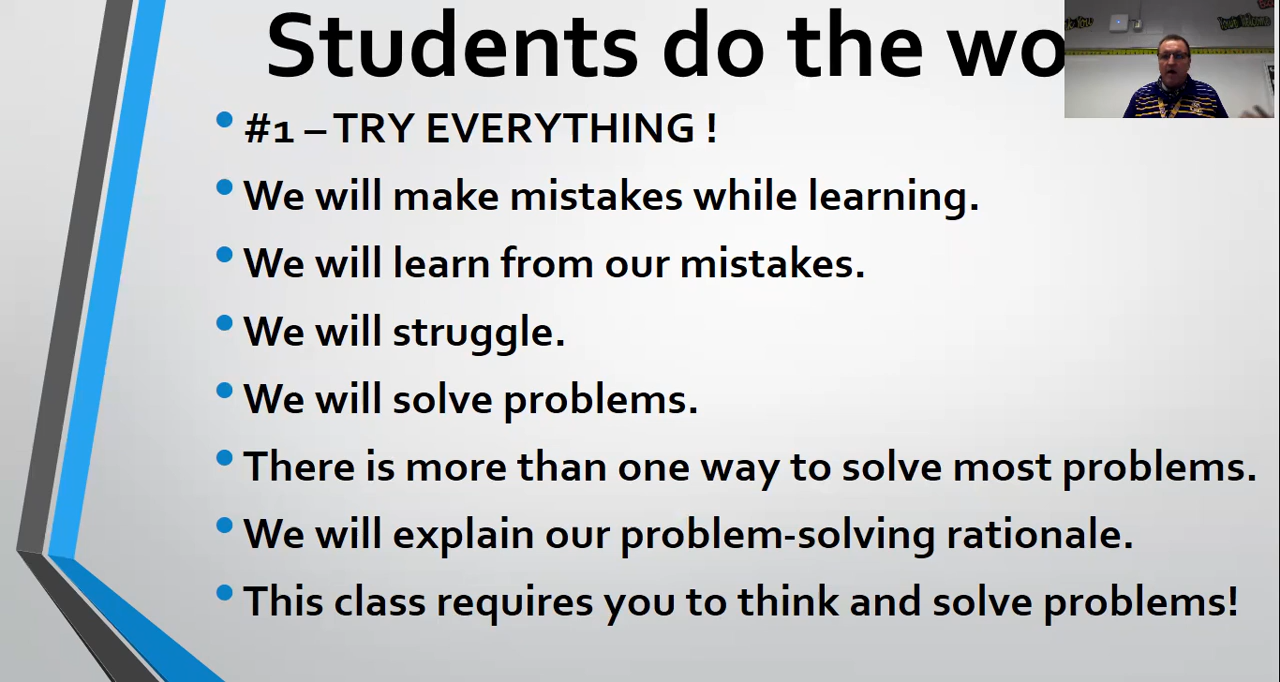 Students do the wo
#1 – TRY EVERYTHING !
We will make mistakes while learning.
We will learn from our mistakes.
We will struggle.
We will solve problems.
There is more than one way to solve most problems.
We will explain our problem-solving rationale.
This class requires you to think and solve problems!